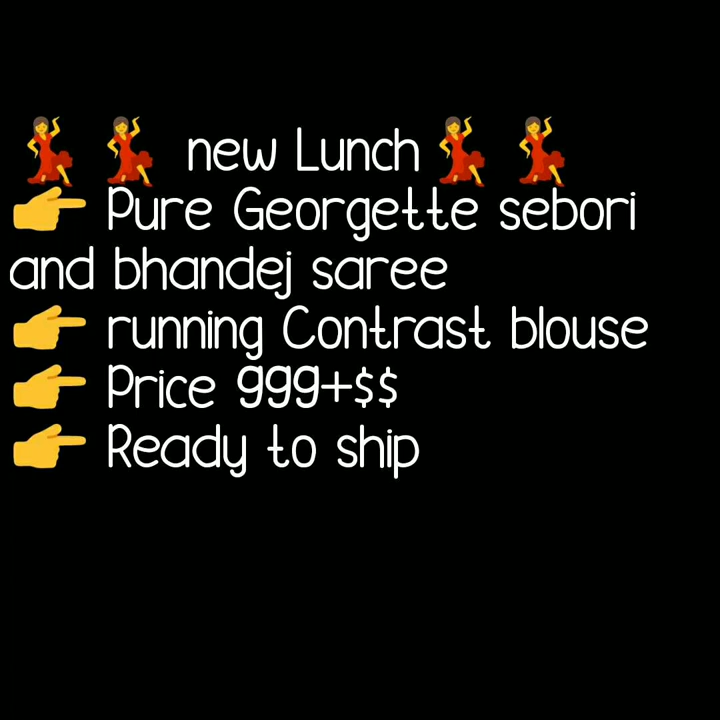 💃 💃 new Lunch 💃 💃
👉 Pure Georgette sebori
and bhandej saree
👉 running Contrast blouse
👉 Price 999+$$
👉 Ready to ship